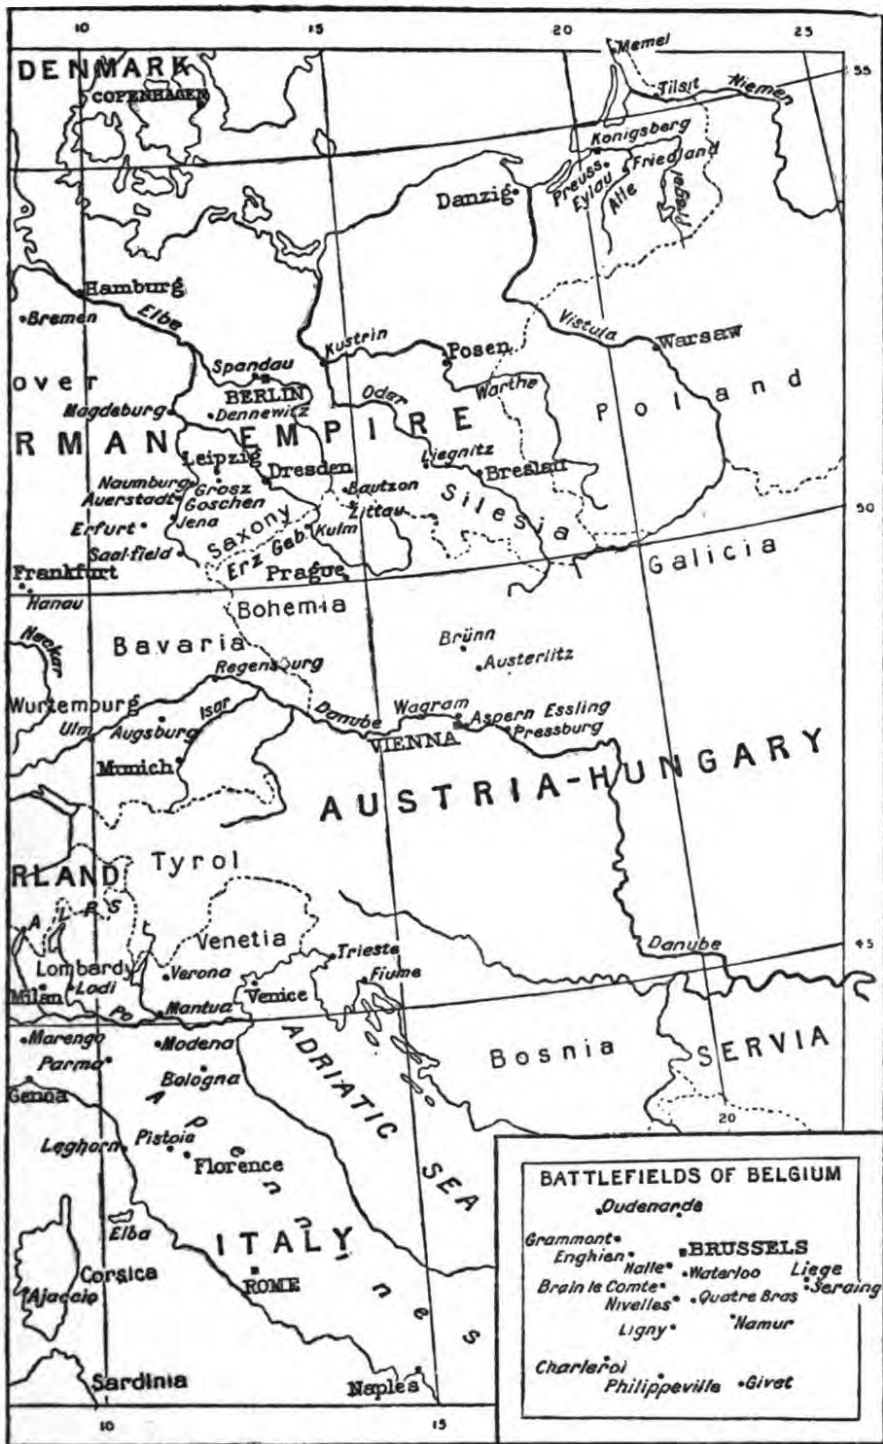 10 15 20 25
Memel
DENMARK
55
COPENHAGEN
Tilsit
Niemen
Konigsberg
Friedland
Preuss.
Eylau
Alle
Danzig
Hamburg
Elbe
Bremen
Vistula
Kustrin
Warsaw
Spandau
Posen
BERLIN
over
Oder
Warthe
Poland
Magdeburg
Dennewitz
RMAN EMPIRE
Leipzig
Liegnitz
Dresden
Breslau
Naumburg
Grosz
Bautzon
Auerstadt
Goschen
Zittau
Silesia
50
Jena
Erfurt
Saxony
Kulm
Saal-field
Erz Geb.
Galicia
Frankfurt
Prague
Hanau
Bohemia
Neckar
Bavaria
Brünn
Austerlitz
Regensburg
Wurtemburg
Isar
Danube
Wagram
Aspern Essling
Ulm
Augsburg
Pressburg
VIENNA
Munich
AUSTRIA-HUNGARY
Tyrol
RLAND
ALPS
Venetia
Danube
45
Trieste
Lombardy
Verona
Fiume
Milan
Lodi
Venice
Po
Mantua
Marengo
Modena
ADRIATIC SEA
Bosnia
SERVIA
Parma
Bologna
Genoa
Apennines
20
Leghorn
Pistoia
Florence
Elba
ITALY
Corsica
ROME
Ajaccio
Naples
Sardinia
10 15
BATTLEFIELDS OF BELGIUM
Oudenarde
Grammont
BRUSSELS
Enghien
Halle
Waterloo
Liege
Brain le Comte
Seraing
Nivelles
Quatre Bras
Ligny
Namur
Charleroi
Philippeville
Givet